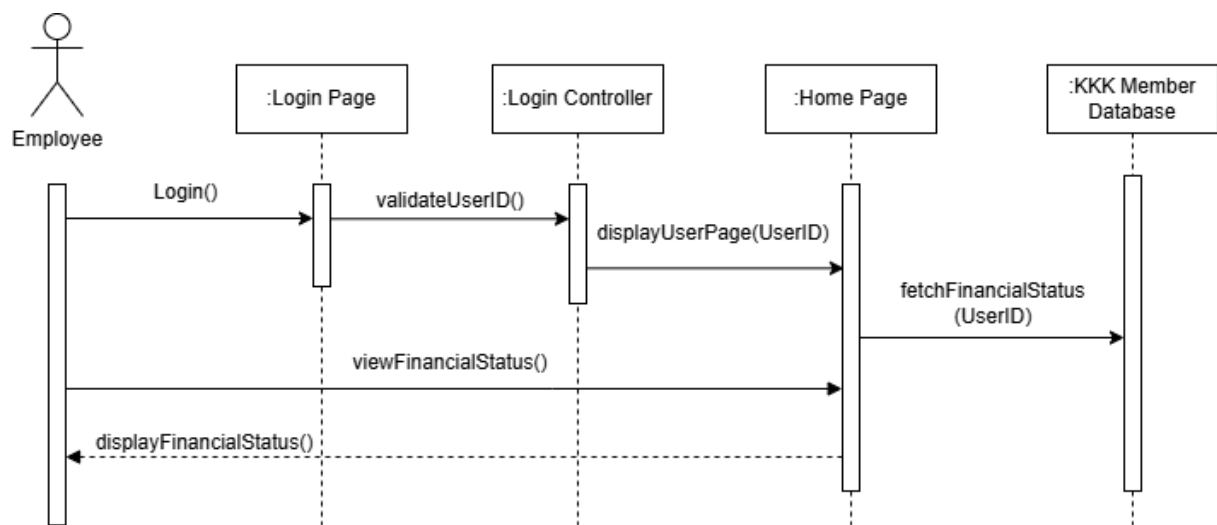 Employee
:Login Page
:Login Controller
:Home Page
:KKK Member
Database
Login()
validateUserID()
displayUserPage(UserID)
fetchFinancialStatus
(UserID)
viewFinancialStatus()
displayFinancialStatus()